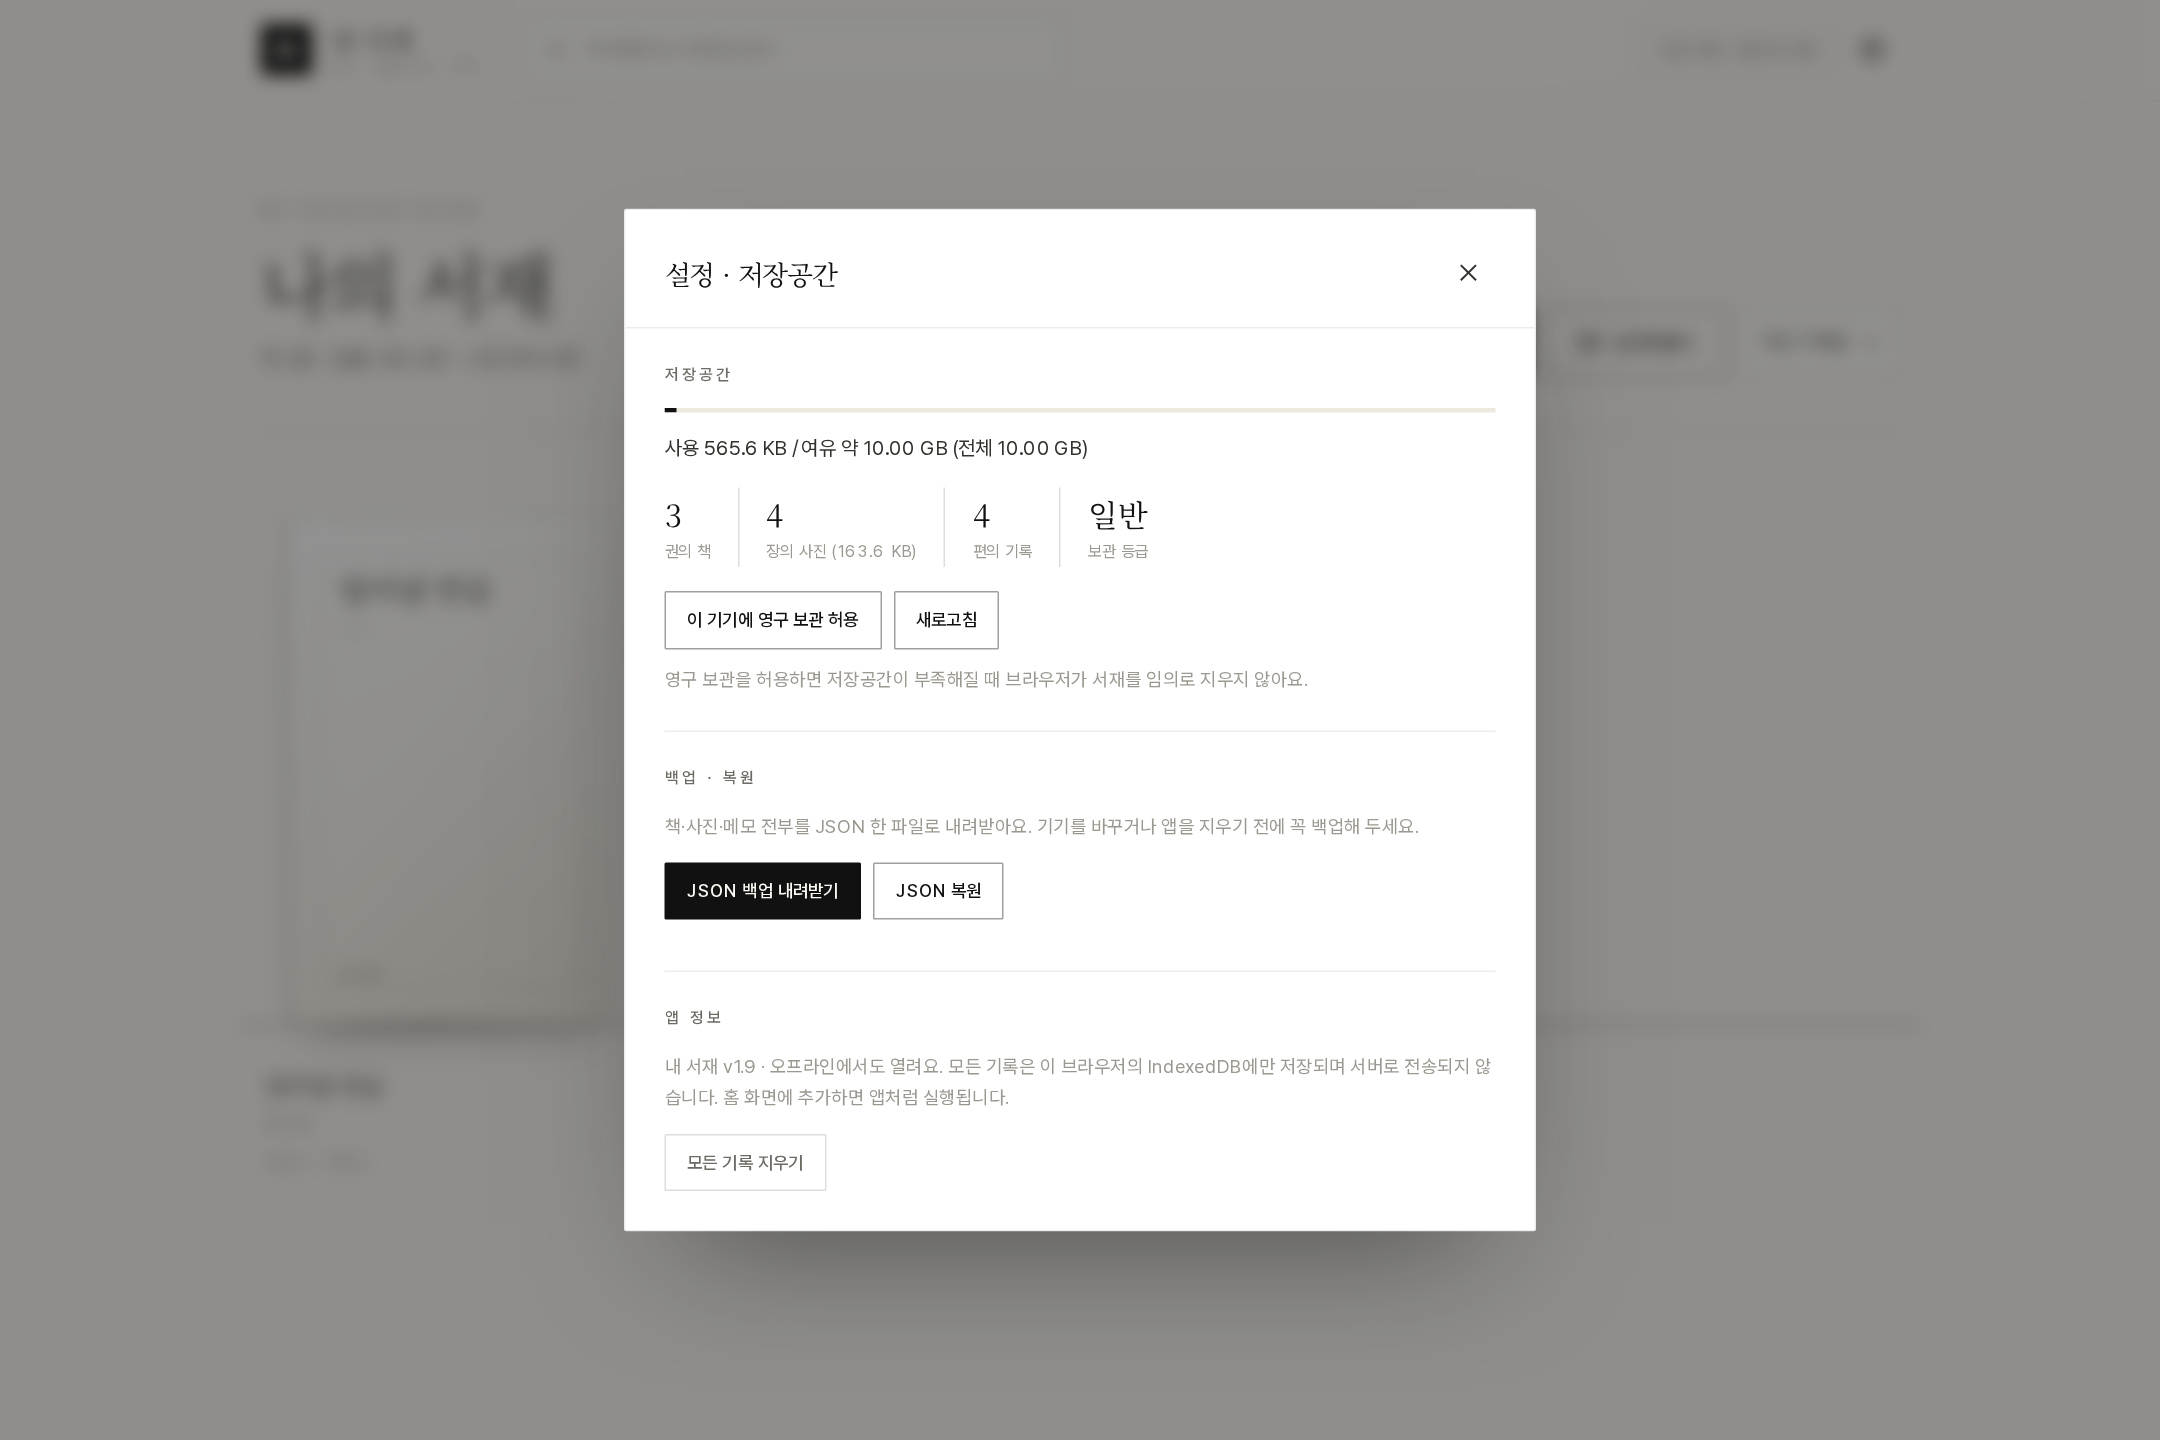 나의 서재
설정 · 저장공간
저장공간
사용 565.6 KB / 여유 약 10.00 GB (전체 10.00 GB)
3
권의 책
4
장의 사진 (163.6 KB)
4
편의 기록
일반
보관 등급
이 기기에 영구 보관 허용
새로고침
영구 보관을 허용하면 저장공간이 부족해질 때 브라우저가 서재를 임의로 지우지 않아요.
백업 · 복원
책·사진·메모 전부를 JSON 한 파일로 내려받아요. 기기를 바꾸거나 앱을 지우기 전에 꼭 백업해 두세요.
JSON 백업 내려받기
JSON 복원
앱 정보
내 서재 v1.9 · 오프라인에서도 열려요. 모든 기록은 이 브라우저의 IndexedDB에만 저장되며 서버로 전송되지 않
습니다. 홈 화면에 추가하면 앱처럼 실행됩니다.
모든 기록 지우기